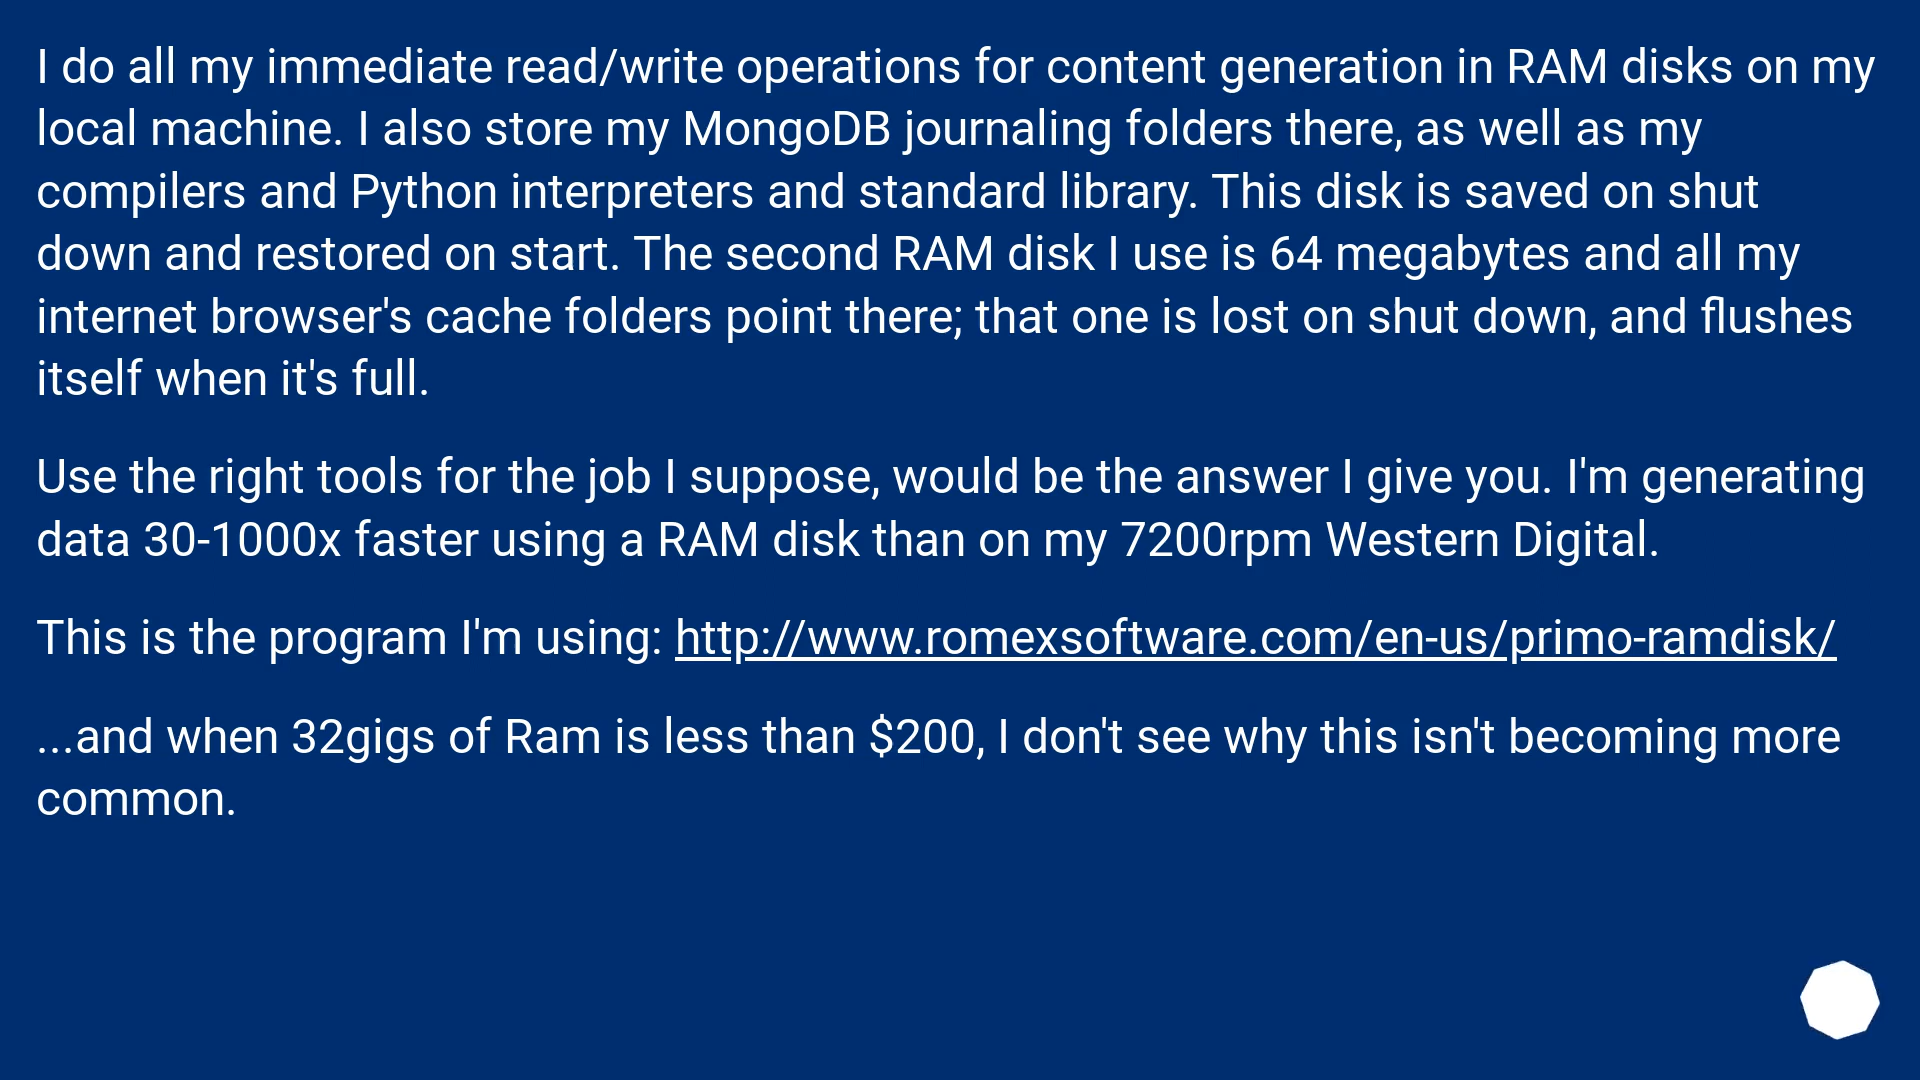 I do all my immediate read/write operations for content generation in RAM disks on my
local machine. I also store my MongoDB journaling folders there, as well as my
compilers and Python interpreters and standard library. This disk is saved on shut
down and restored on start. The second RAM disk I use is 64 megabytes and all my
internet browser's cache folders point there; that one is lost on shut down, and flushes
itself when it's full.
Use the right tools for the job I suppose, would be the answer I give you. I'm generating
data 30-1000x faster using a RAM disk than on my 7200rpm Western Digital.
This is the program I'm using: http://www.romexsoftware.com/en-us/primo-ramdisk/
...and when 32gigs of Ram is less than $200, I don't see why this isn't becoming more
common.